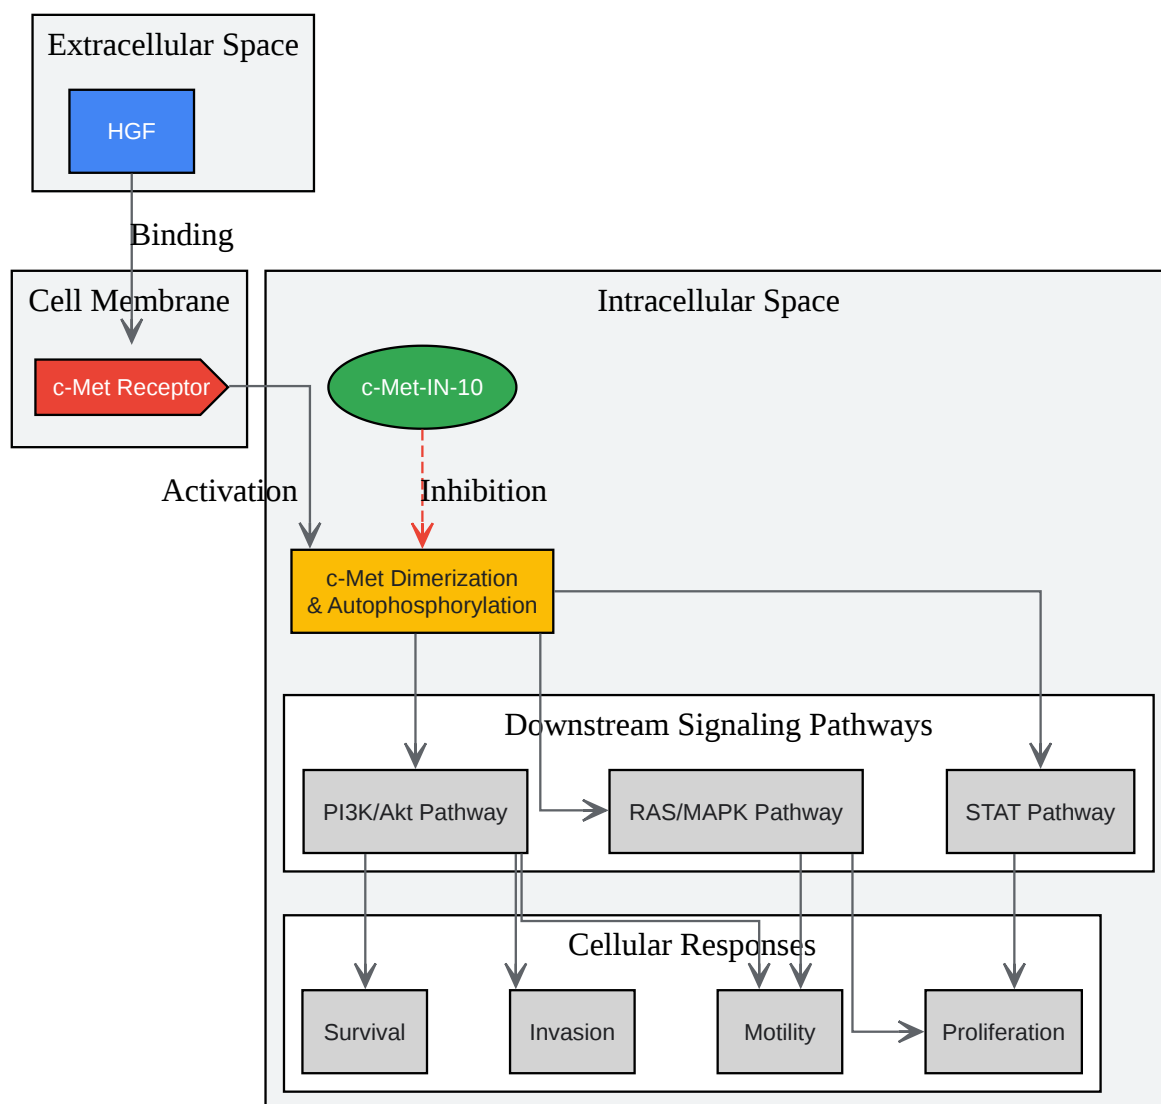 Extracellular Space
HGF
Binding
Cell Membrane
Intracellular Space
c-Met Receptor
c-Met-IN-10
Activation
Inhibition
c-Met Dimerization
& Autophosphorylation
Downstream Signaling Pathways
PI3K/Akt Pathway
RAS/MAPK Pathway
STAT Pathway
Cellular Responses
Survival
Invasion
Motility
Proliferation